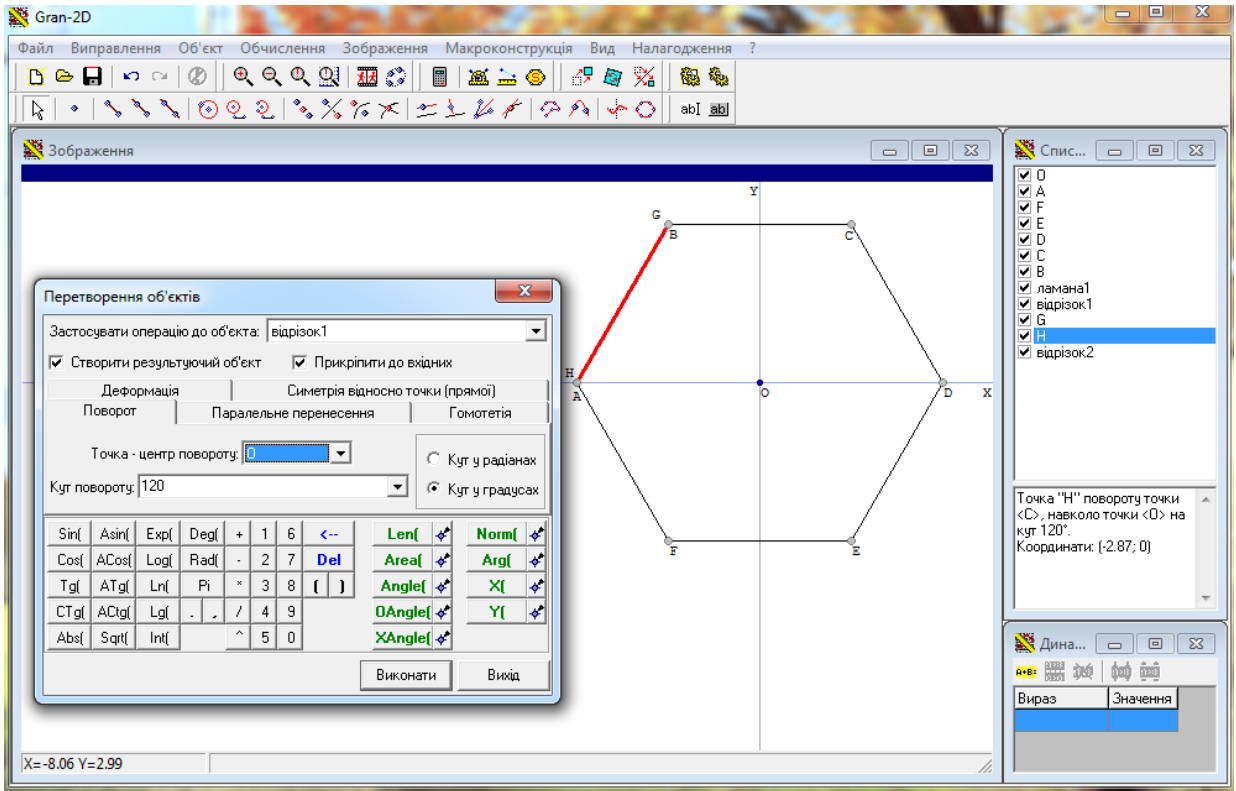 Gran-2D
Файл Виправлення Об'єкт Обчислення Зображення Макроконструкція Вид Налагодження ?
abI abI
Зображення
Спис...
O
A
F
E
D
C
B
ламана1
відрізок1
G
H
відрізок2
Y
G
B
C
H
A
O
D
X
F
E
Перетворення об'єктів
Застосувати операцію до об'єкта: відрізок1
Створити результуючий об'єкт Прикріпити до вхідних
Деформація Симетрія відносно точки (прямої)
Поворот Паралельне перенесення Гомотетія
Точка - центр повороту: O
Кут у радіанах
Кут повороту: 120
Кут у градусах
Sin( Asin( Exp( Deg( + 1 6 <-- Len( Norm(
Cos( ACos( Log( Rad( - 2 7 Del Area( Arg(
Tg( ATg( Ln( Pi * 3 8 ( ) Angle( X(
CTg( ACtg( Lg( . , / 4 9 OAngle( Y(
Abs( Sqrt( Int( ^ 5 0 XAngle(
Виконати Вихід
Точка "H" повороту точки
<C>, навколо точки <O> на
кут 120°.
Координати: (-2.87; 0)
Дина...
A+B=
Вираз Значення
X=-8.06 Y=2.99